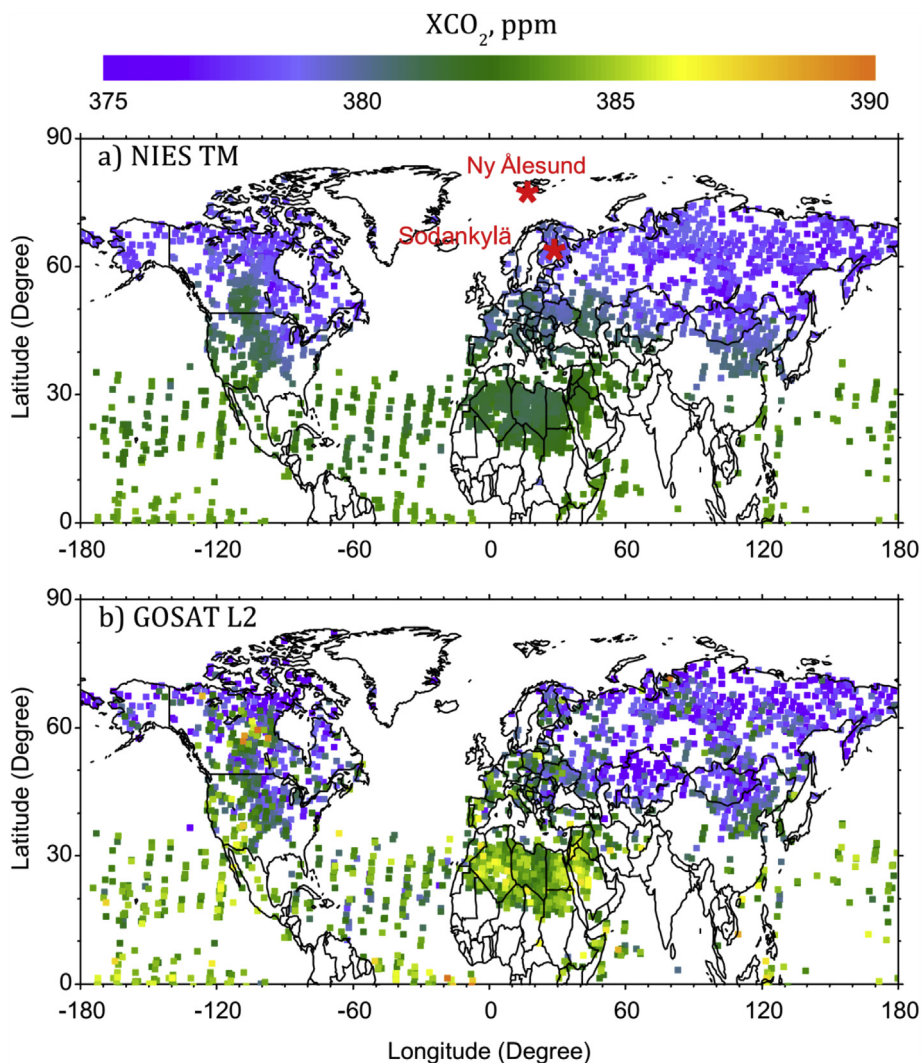 XCO₂, ppm
375 380 385 390
a) NIES TM
Ny Ålesund
Sodankylä
90
60
30
0
Latitude (Degree)
-180 -120 -60 0 60 120 180
b) GOSAT L2
90
60
30
0
Latitude (Degree)
-180 -120 -60 0 60 120 180
Longitude (Degree)